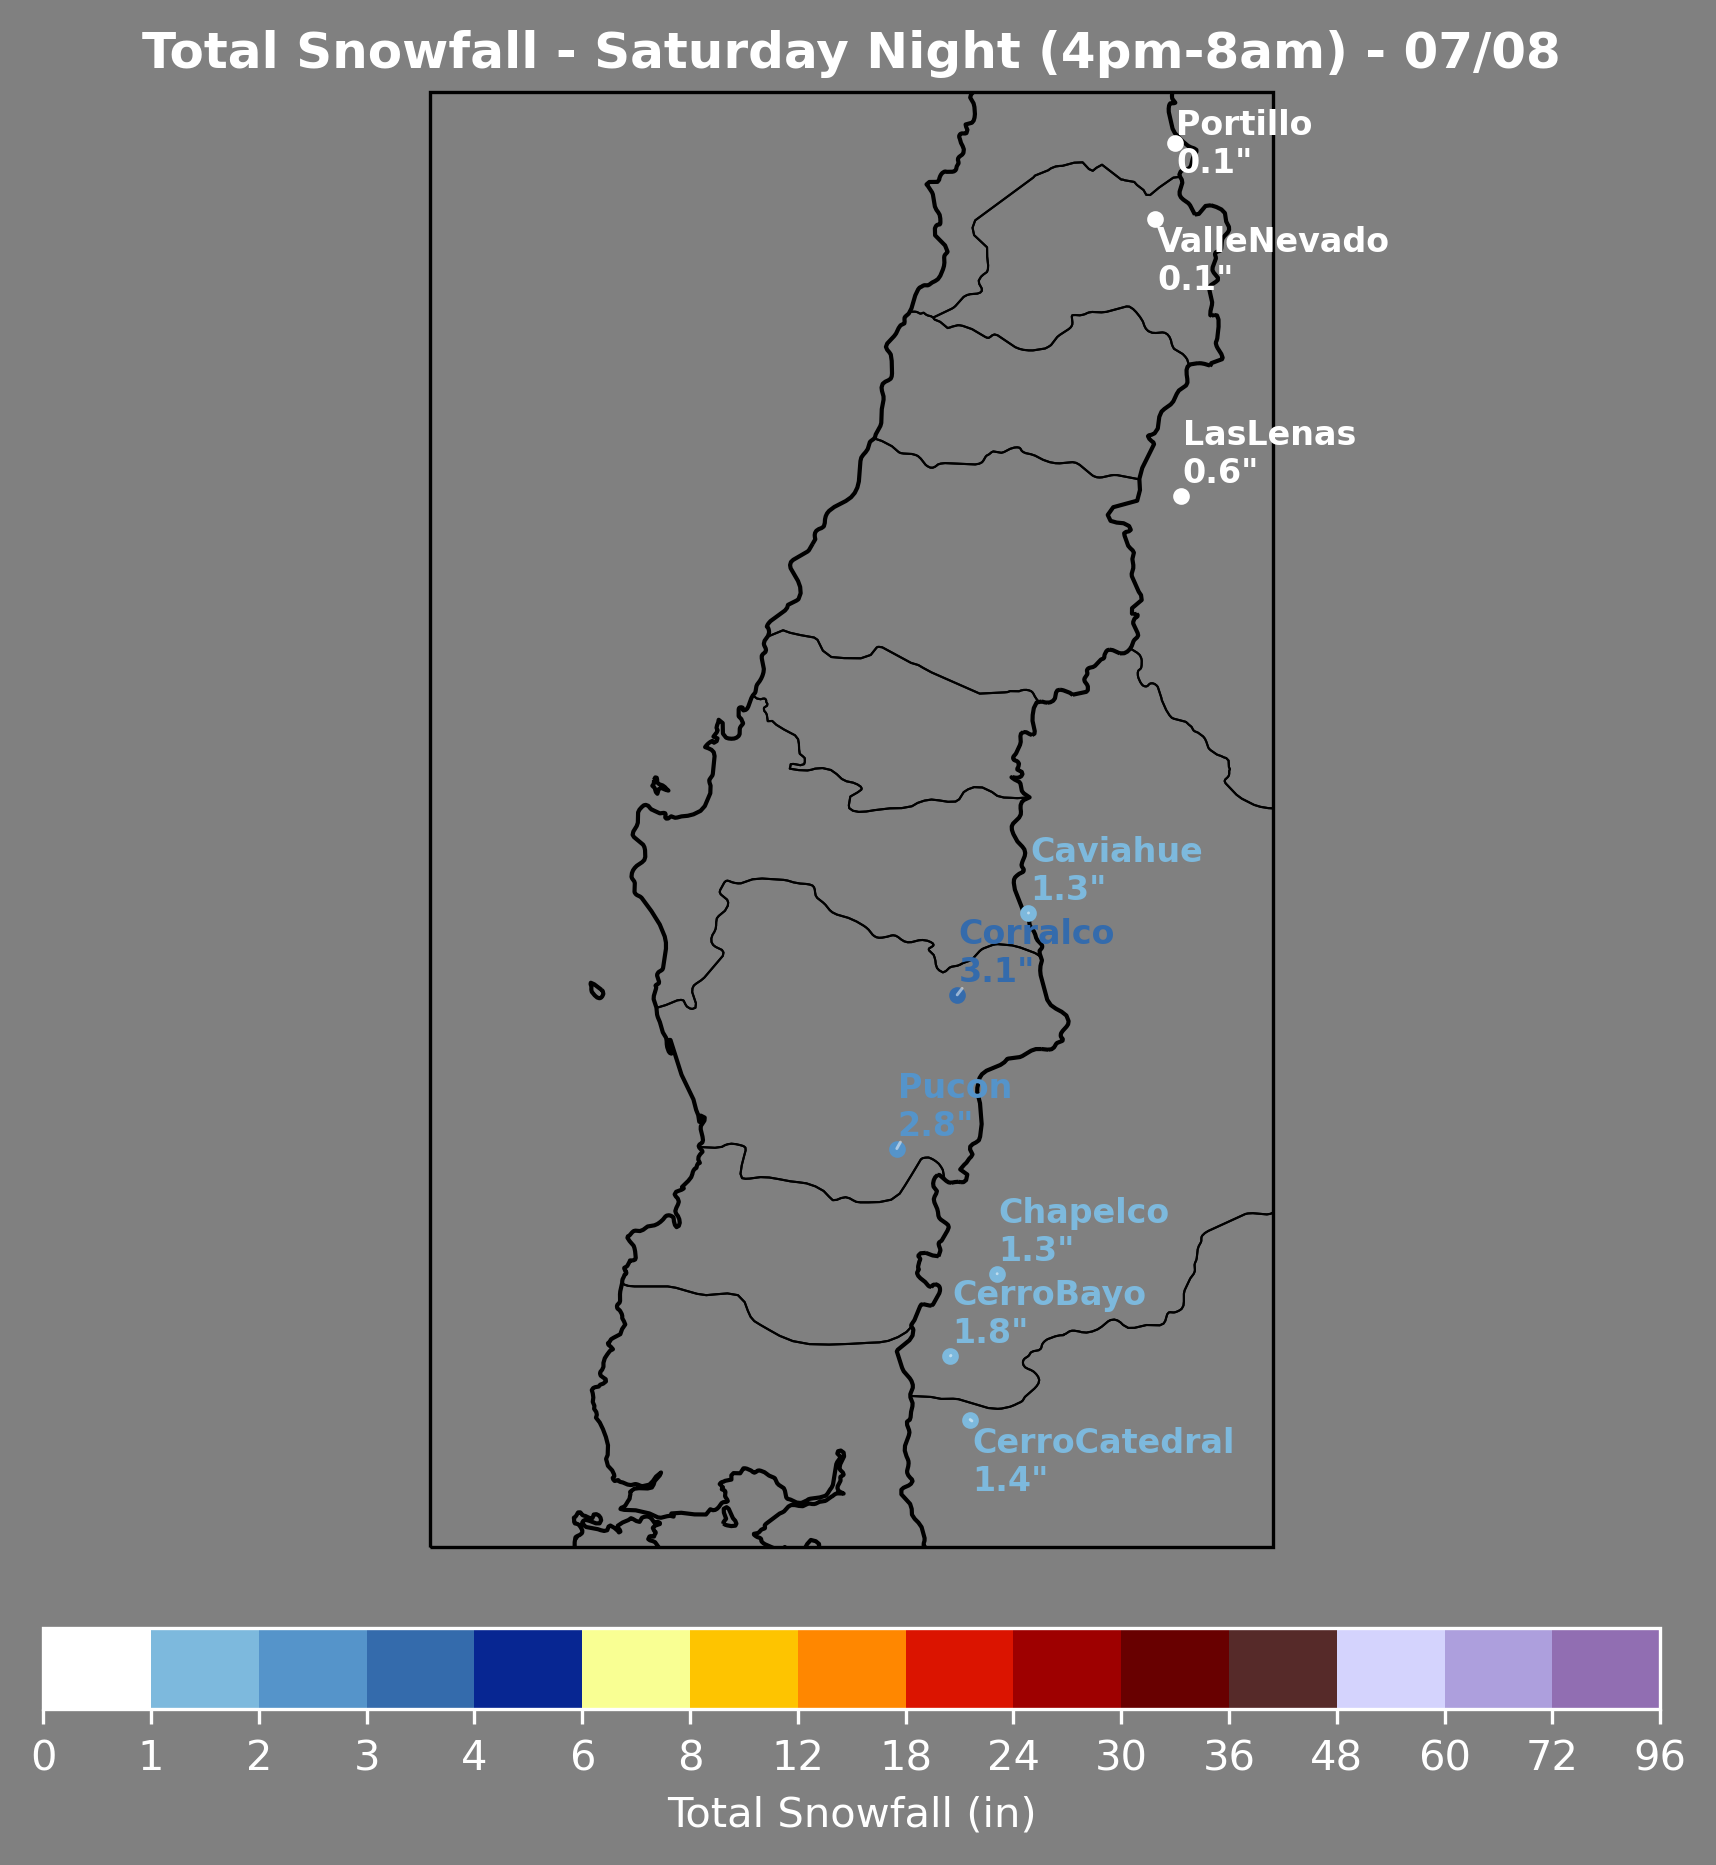 Total Snowfall - Saturday Night (4pm-8am) - 07/08
Portillo
0.1"
ValleNevado
0.1"
LasLenas
0.6"
Caviahue
1.3"
Corralco
3.1"
Pucon
2.8"
Chapelco
1.3"
CerroBayo
1.8"
CerroCatedral
1.4"
0 1 2 3 4 6 8 12 18 24 30 36 48 60 72 96
Total Snowfall (in)